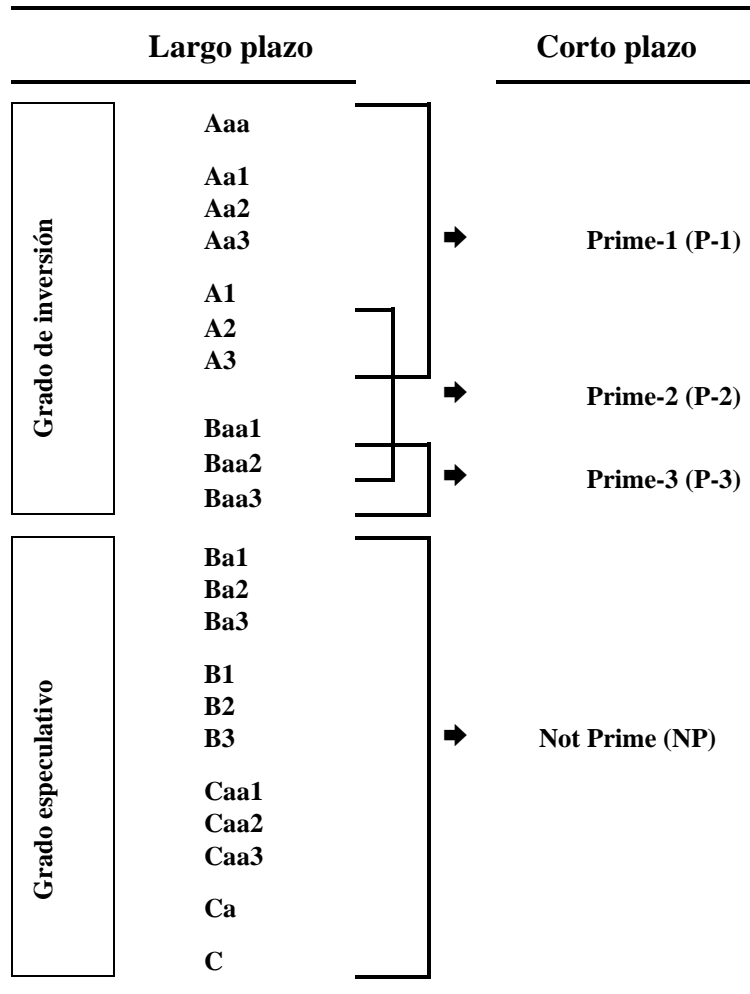 Largo plazo Corto plazo
Grado de inversión
Aaa
Aa1
Aa2
Aa3 Prime-1 (P-1)
A1
A2
A3
Prime-2 (P-2)
Baa1
Baa2 Prime-3 (P-3)
Baa3
Grado especulativo
Ba1
Ba2
Ba3
B1
B2
B3 Not Prime (NP)
Caa1
Caa2
Caa3
Ca
C